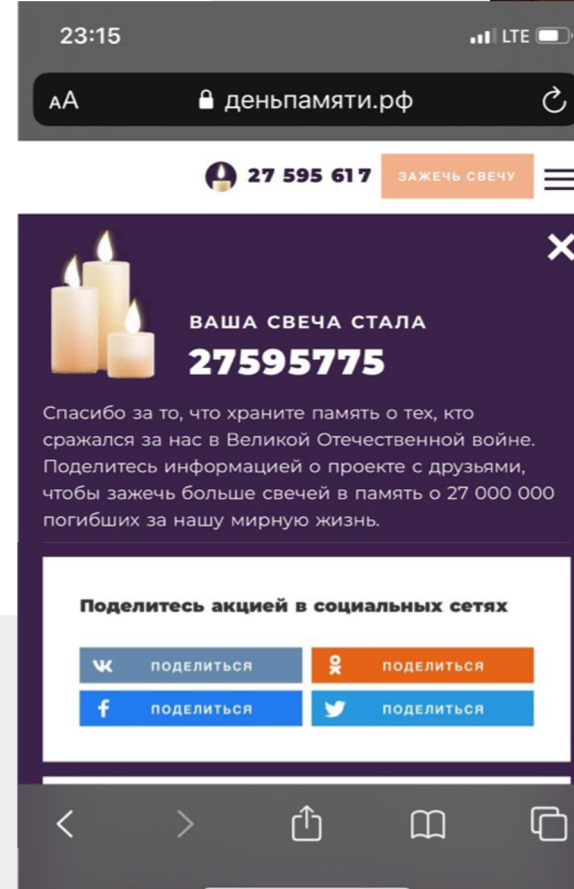 23:15
LTE
AA
деньпамяти.рф
27 595 617
ЗАЖЕЧЬ СВЕЧУ
ВАША СВЕЧА СТАЛА
27595775
Спасибо за то, что храните память о тех, кто
сражался за нас в Великой Отечественной войне.
Поделитесь информацией о проекте с друзьями,
чтобы зажечь больше свечей в память о 27 000 000
погибших за нашу мирную жизнь.
Поделитесь акцией в социальных сетях
ПОДЕЛИТЬСЯ
ПОДЕЛИТЬСЯ
ПОДЕЛИТЬСЯ
ПОДЕЛИТЬСЯ